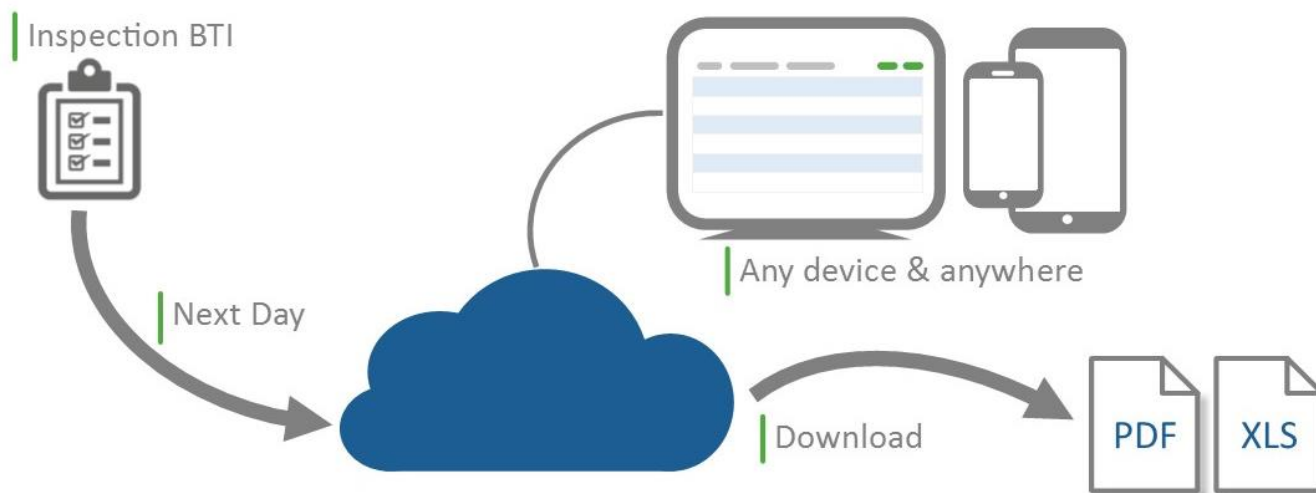 Inspection BTI
Next Day
Any device & anywhere
Download
PDF
XLS